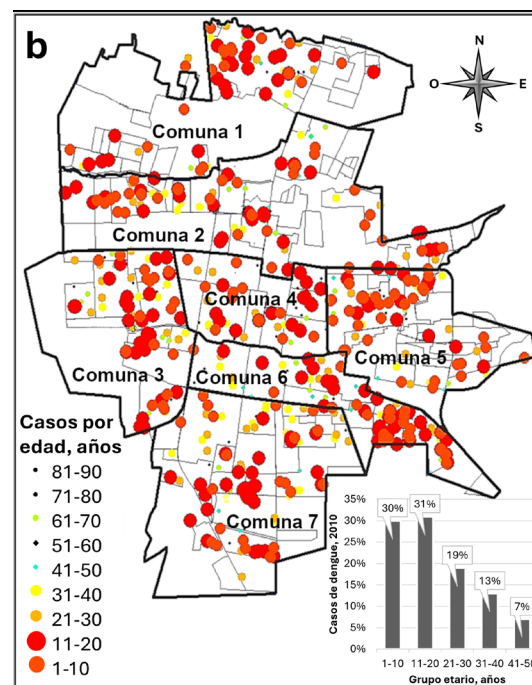 b
N
O
E
S
Comuna 1
Comuna 2
Comuna 4
Comuna 5
Comuna 3
Comuna 6
Comuna 7
Casos por
edad, años
81-90
71-80
61-70
51-60
41-50
31-40
21-30
11-20
1-10
Casos de dengue, 2010
35%
30%
25%
20%
15%
10%
5%
0%
30%
31%
19%
13%
7%
1-10 11-20 21-30 31-40 41-50
Grupo etario, años